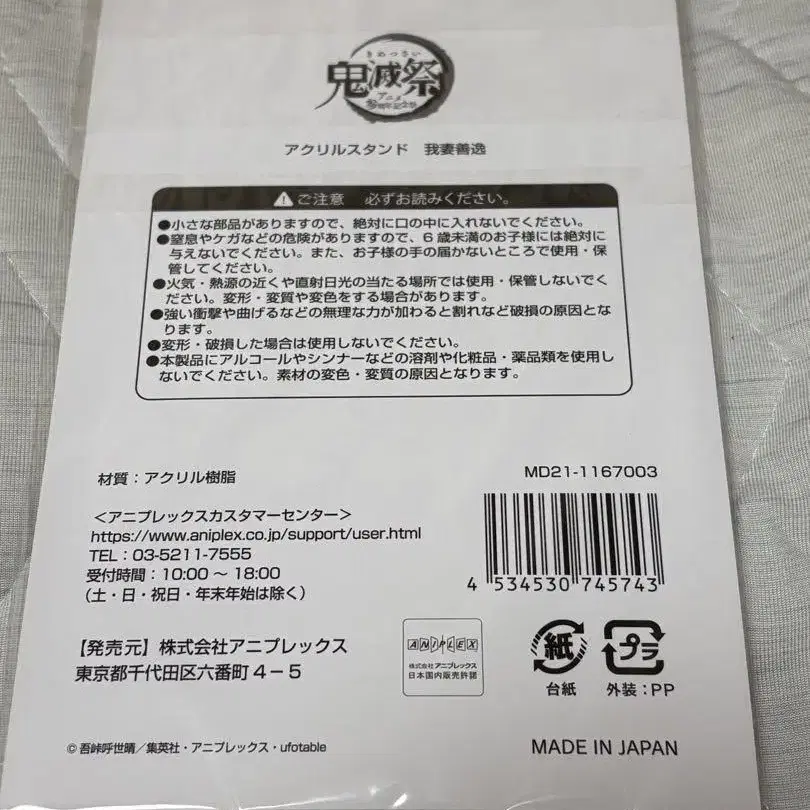 きめつさい
鬼滅祭
アニメ
アクリルスタンド 我妻善逸
ご注意 必ずお読みください。
●小さな部品がありますので、絶対に口の中に入れないでください。
●窒息やケガなどの危険がありますので、6歳未満のお子様には絶対に
与えないでください。また、お子様の手の届かないところで使用・保
管してください。
●火気・熱源の近くや直射日光の当たる場所では使用・保管しないでく
ださい。変形・変質や変色をする場合があります。
●強い衝撃や曲げるなどの無理な力が加わると割れなど破損の原因とな
ります。
●変形・破損した場合は使用しないでください。
●本製品にアルコールやシンナーなどの溶剤や化粧品・薬品類を使用し
ないでください。素材の変色・変質の原因となります。
材質：アクリル樹脂
MD21-1167003
＜アニプレックスカスタマーセンター＞
https://www.aniplex.co.jp/support/user.html
TEL：03-5211-7555
受付時間：10:00～18:00
（土・日・祝日・年末年始は除く）
4 534530 745743
【発売元】株式会社アニプレックス
東京都千代田区六番町4－5
ANIPLEX
株式会社アニプレックス
日本国内販売許諾
紙
台紙
プラ
外装：PP
© 吾峠呼世晴／集英社・アニプレックス・ufotable
MADE IN JAPAN